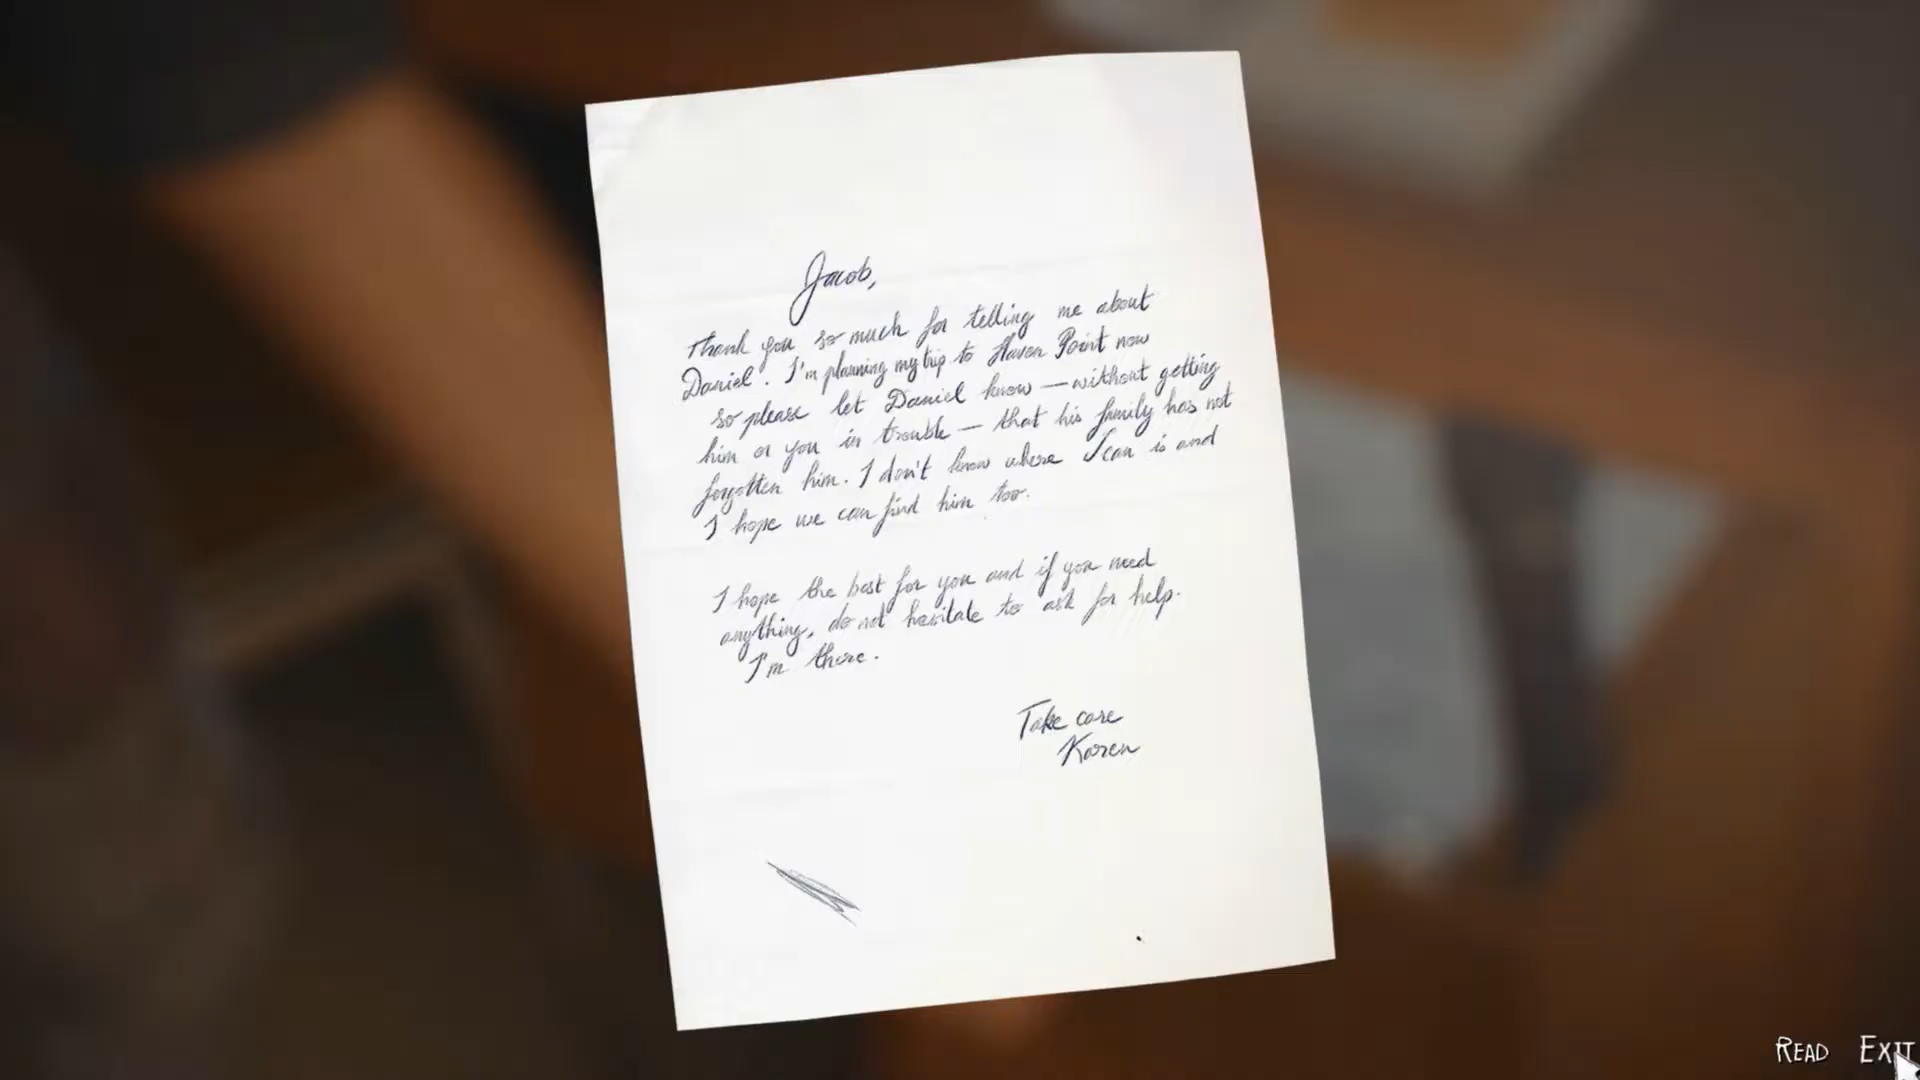 Jacob,
Thank you so much for telling me about
Daniel. I'm planning my trip to Haven Point now
so please let Daniel know — without getting
him or you in trouble — that his family has not
forgotten him. I don't know where Sean is and
I hope we can find him too.
I hope the best for you and if you need
anything, do not hesitate to ask for help.
I'm there.
Take care
Karen
READ EXIT